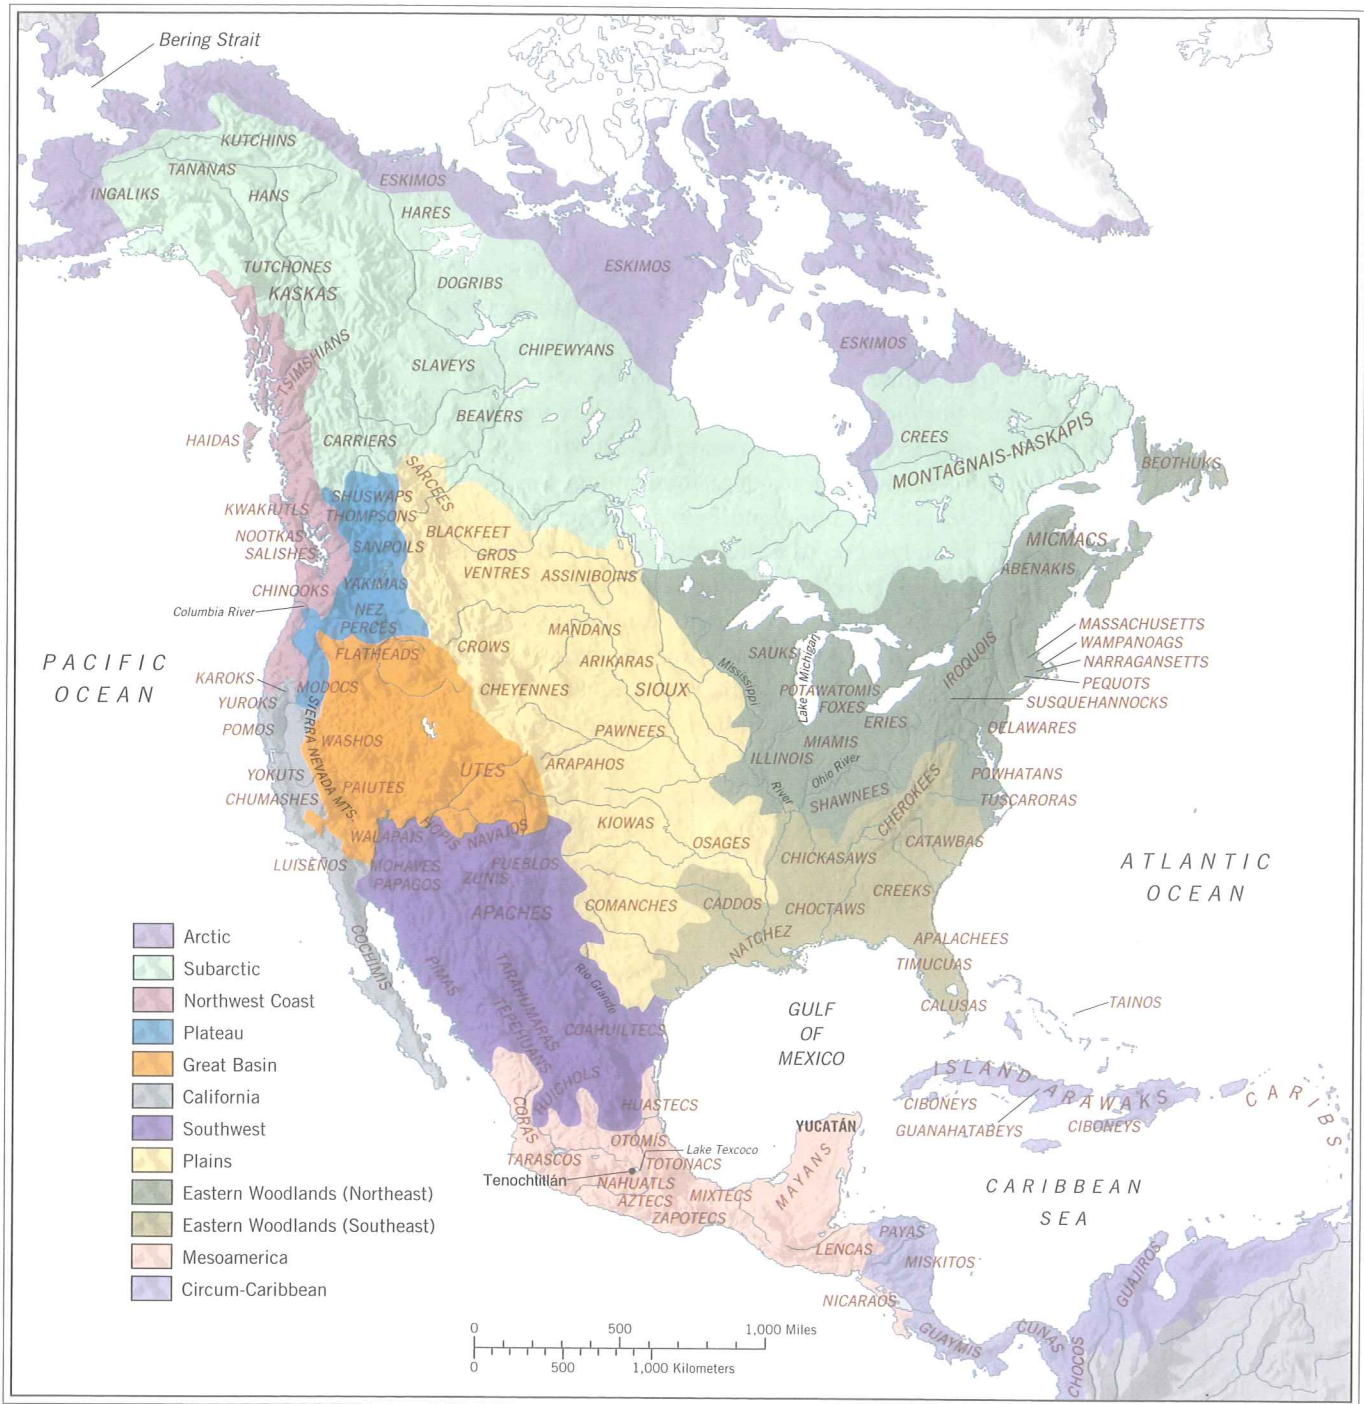 Bering Strait
KUTCHINS
TANANAS
INGALIKS
HANS
ESKIMOS
HARES
TUTCHONES
KASKAS
DOGRIBS
ESKIMOS
TSIMSHIANS
SLAVEYS
CHIPEWYANS
ESKIMOS
BEAVERS
HAIDAS
CARRIERS
CREES
MONTAGNAIS-NASKAPIS
BEOTHUKS
SARCEES
SHUSWAPS
KWAKIUTLS
THOMPSONS
NOOTKAS
SALISHES
SANPOILS
BLACKFEET
GROS
VENTRES
ASSINIBOINS
MICMACS
ABENAKIS
CHINOOKS
YAKIMAS
Columbia River
NEZ
PERCES
MANDANS
CROWS
FLATHEADS
ARIKARAS
SAUKS
Lake Michigan
IROQUOIS
MASSACHUSETTS
WAMPANOAGS
NARRAGANSETTS
PEQUOTS
SUSQUEHANNOCKS
PACIFIC
OCEAN
KAROKS
YUROKS
MODOCS
CHEYENNES
SIOUX
Mississippi
River
POTAWATOMIS
FOXES
ERIES
DELAWARES
POMOS
SIERRA NEVADA MTS.
WASHOS
PAWNEES
MIAMIS
ILLINOIS
Ohio River
YOKUTS
UTES
ARAPAHOS
POWHATANS
CHUMASHES
PAIUTES
SHAWNEES
CHEROKEES
TUSCARORAS
WALAPAIS
HOPIS
NAVAJOS
KIOWAS
OSAGES
CATAWBAS
LUISEÑOS
MOHAVES
PUEBLOS
CHICKASAWS
PAPAGOS
ZUNIS
CREEKS
ATLANTIC
OCEAN
APACHES
COMANCHES
CADDOS
CHOCTAWS
NATCHEZ
APALACHEES
COCHIMIS
PIMAS
TARAHUMARAS
TEPEHUANS
Rio Grande
TIMUCUAS
CALUSAS
TAINOS
COAHUILTECS
GULF
OF
MEXICO
HUICHOLS
CORAS
HUASTECS
ISLAND ARAWAKS
CARIBS
CIBONEYS
GUANAHATABEYS
CIBONEYS
YUCATÁN
OTOMÍS
Lake Texcoco
TARASCOS
TOTONACS
Tenochtitlán
NAHUATLS
MAYANS
AZTECS
MIXTECS
ZAPOTECS
CARIBBEAN
SEA
PAYAS
LENCAS
MISKITOS
NICARAOS
GUAJIROS
GUAYMIS
CUNAS
CHOCOS
Arctic
Subarctic
Northwest Coast
Plateau
Great Basin
California
Southwest
Plains
Eastern Woodlands (Northeast)
Eastern Woodlands (Southeast)
Mesoamerica
Circum-Caribbean
0 500 1,000 Miles
0 500 1,000 Kilometers